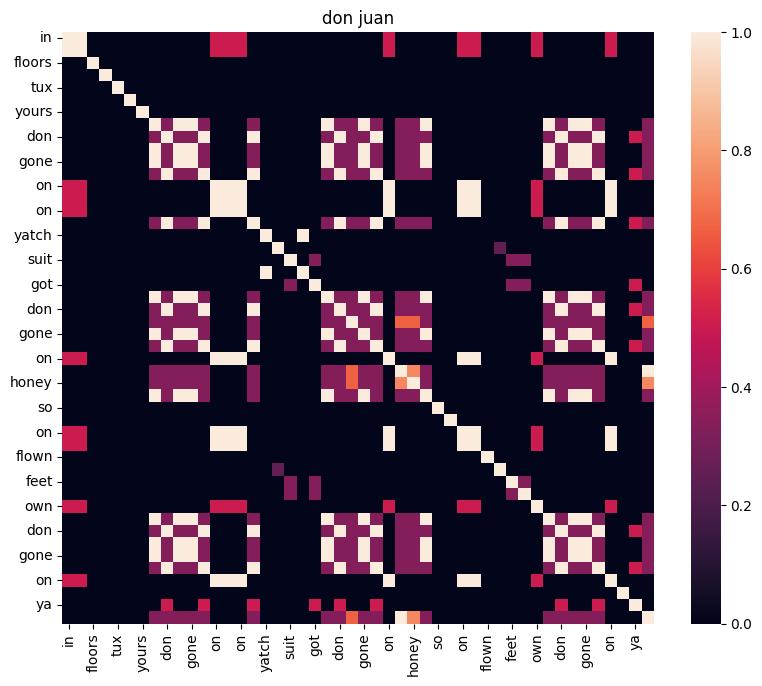 don juan
in
floors
tux
yours
don
gone
on
on
yatch
suit
got
don
gone
on
honey
so
on
flown
feet
own
don
gone
on
ya
1.0
0.8
0.6
0.4
0.2
0.0
in
floors
tux
yours
don
gone
on
on
yatch
suit
got
don
gone
on
honey
so
on
flown
feet
own
don
gone
on
ya